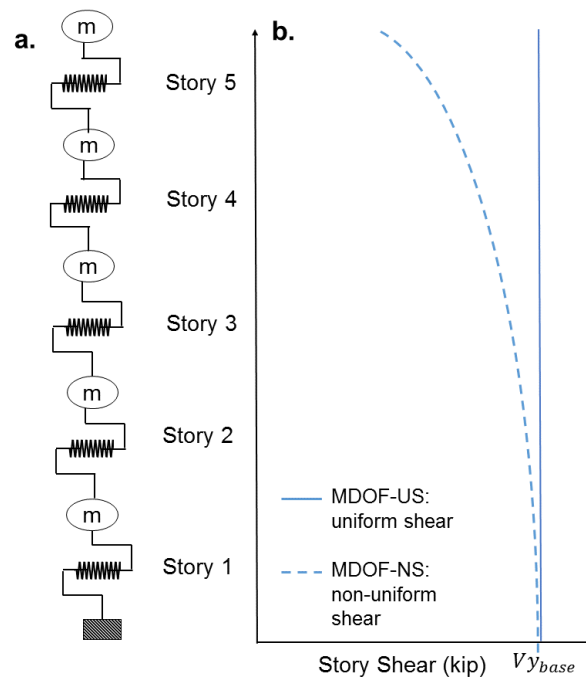 a.
b.
m
Story 5
m
Story 4
m
Story 3
m
Story 2
m
Story 1
MDOF-US:
uniform shear
MDOF-NS:
non-uniform
shear
Story Shear (kip)
Vy_base